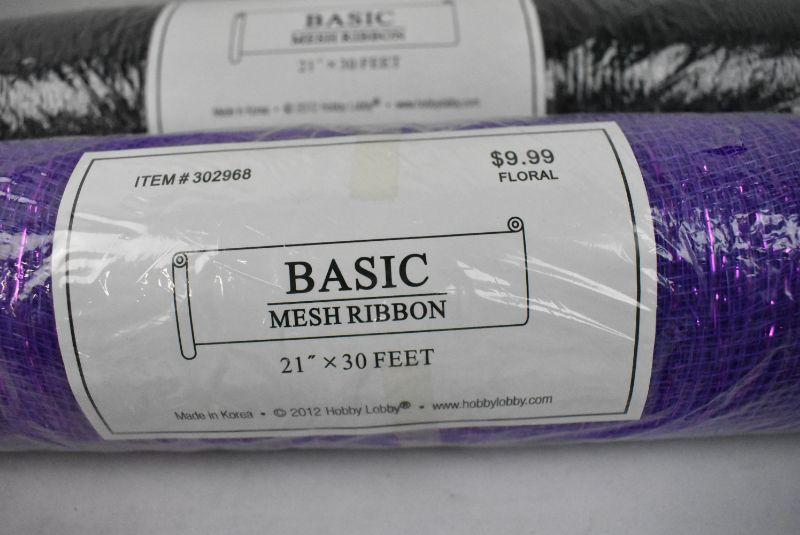 BASIC
MESH RIBBON
21" × 30 FEET
Made in Korea • © 2012 Hobby Lobby® • www.hobbylobby.com
ITEM # 302968
$9.99
FLORAL
BASIC
MESH RIBBON
21" × 30 FEET
Made in Korea • © 2012 Hobby Lobby® • www.hobbylobby.com